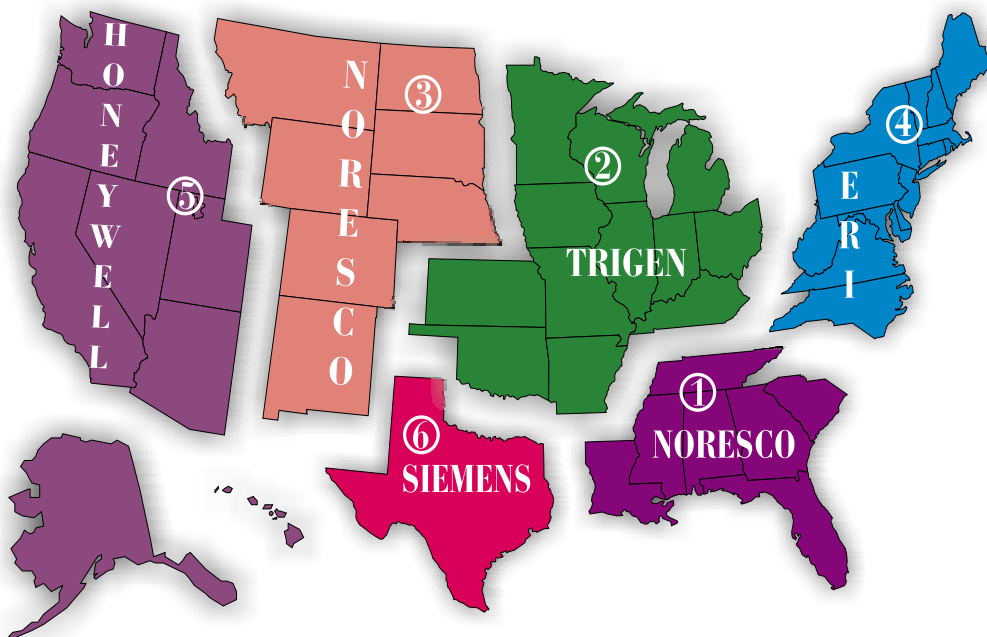 HONEYWELL
5
NORESCO
3
2
TRIGEN
4
ERI
6
SIEMENS
1
NORESCO